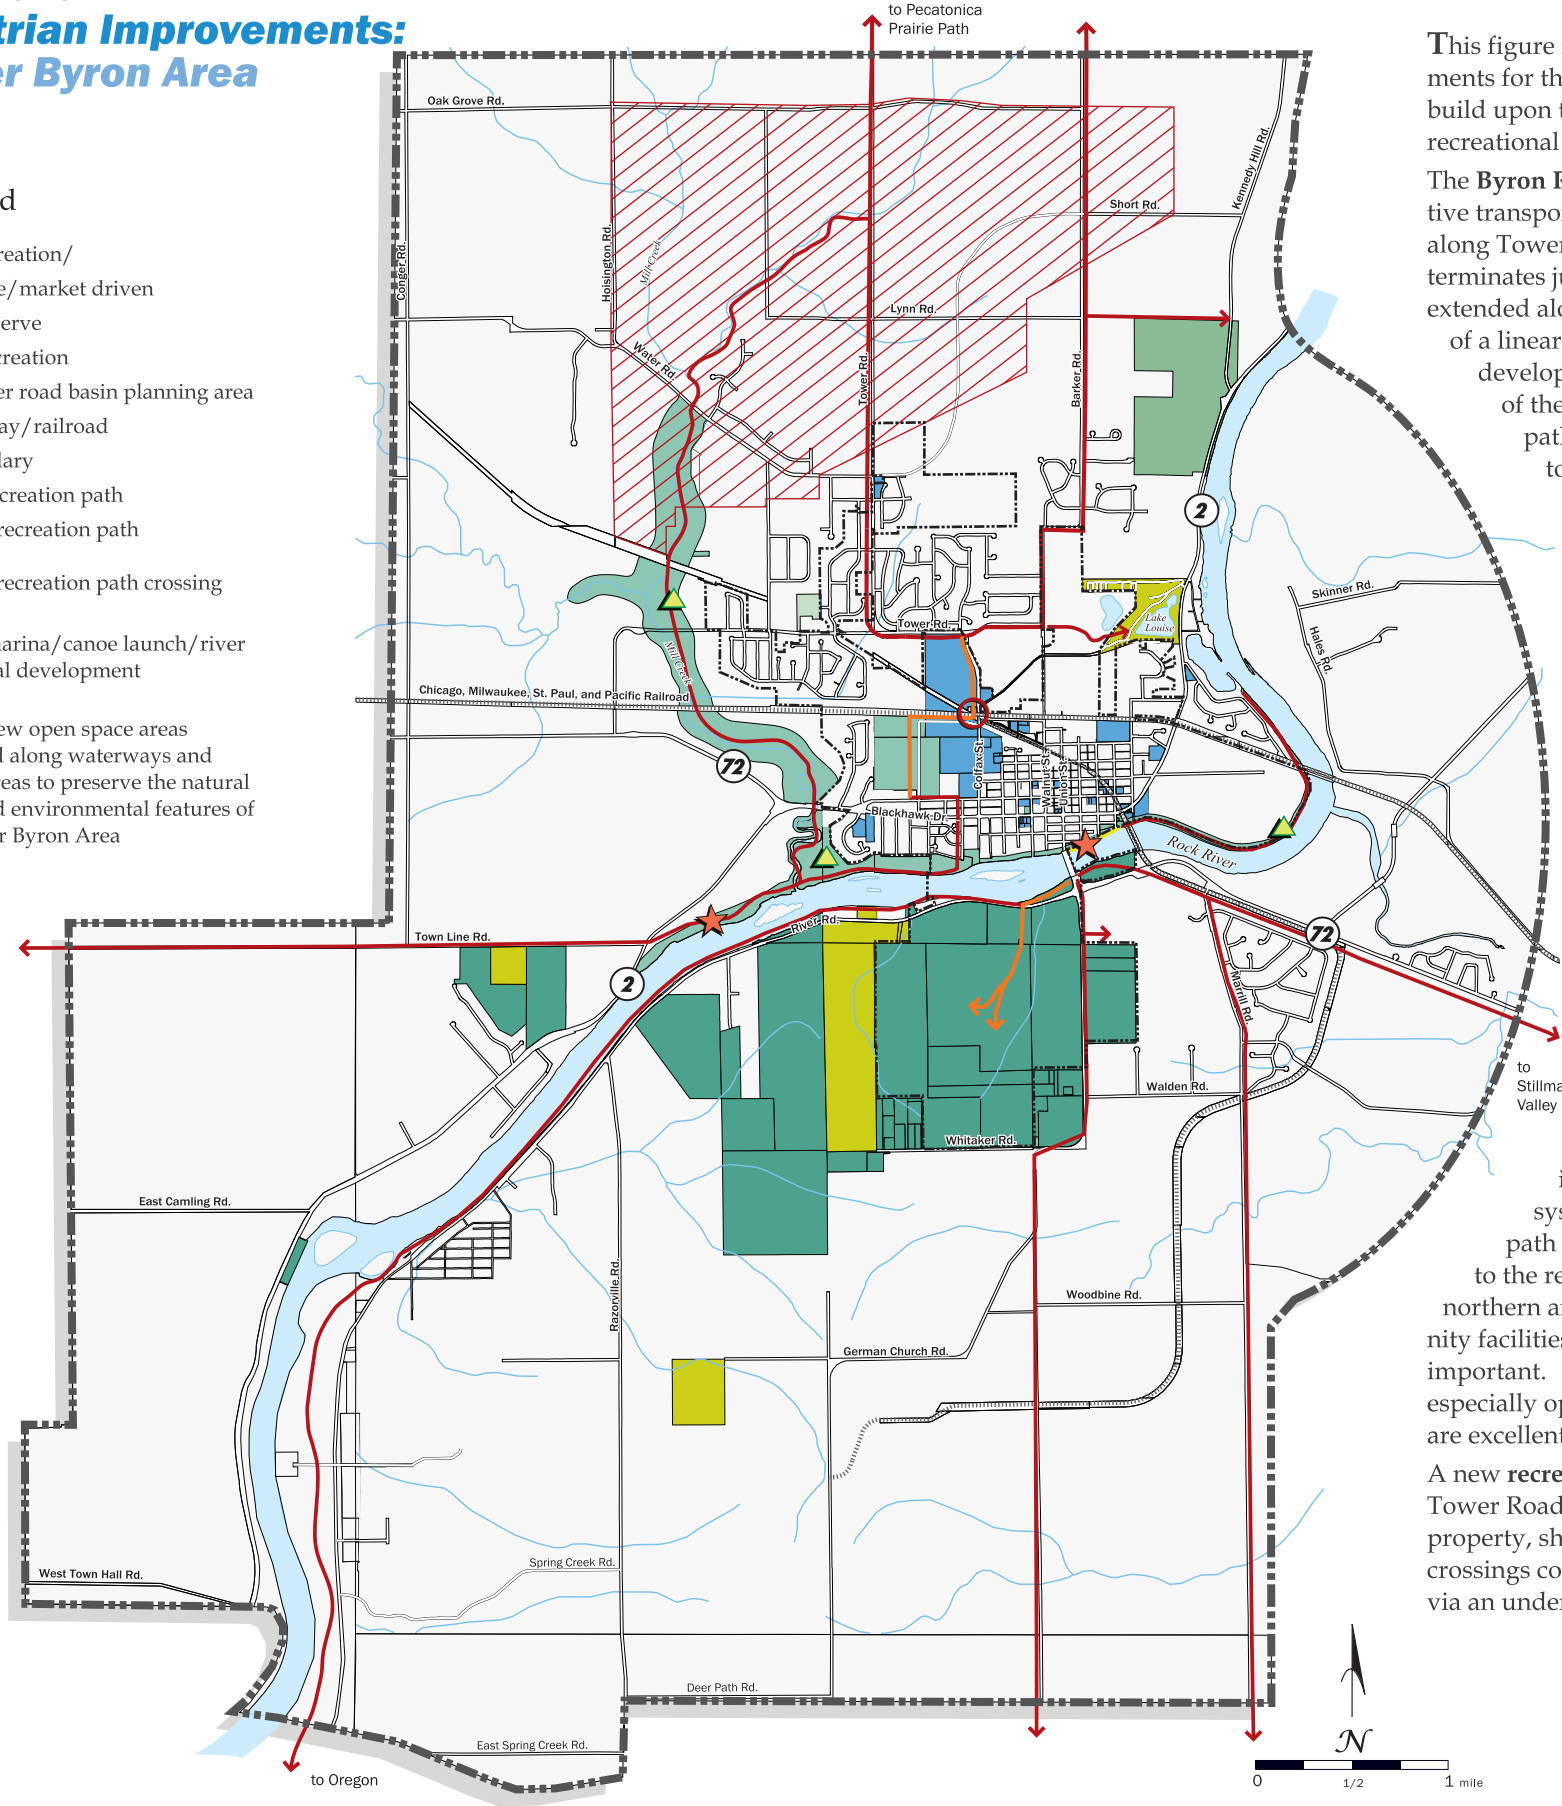 trian Improvements:
er Byron Area
d
reation/
e/market driven
serve
creation
er road basin planning area
ay/railroad
lary
creation path
recreation path
recreation path crossing
marina/canoe launch/river
al development
ew open space areas
d along waterways and
reas to preserve the natural
d environmental features of
r Byron Area
to Pecatonica
Prairie Path
Oak Grove Rd.
Kennedy Hill Rd.
Short Rd.
Conger Rd.
Hoisington Rd.
Mill Creek
Lynn Rd.
Water Rd.
Tower Rd.
Barker Rd.
2
Skinner Rd.
Hales Rd.
Lake
Louise
Tower Rd.
Mill Creek
Chicago, Milwaukee, St. Paul, and Pacific Railroad
72
Colfax St.
Walnut St.
Union St.
Blackhawk Dr.
Rock River
River Rd.
Town Line Rd.
72
2
Merrill Rd.
to
Stillma
Valley
Walden Rd.
Whitaker Rd.
East Camling Rd.
Razorville Rd.
Woodbine Rd.
German Church Rd.
Spring Creek Rd.
West Town Hall Rd.
Deer Path Rd.
East Spring Creek Rd.
to Oregon
N
0 1/2 1 mile
This figure
ments for th
build upon t
recreational
The Byron R
tive transpo
along Tower
terminates ju
extended alo
of a linear
develop
of the
path
to
i
sys
path
to the re
northern a
nity facilities
important.
especially op
are excellent
A new recre
Tower Road
property, sh
crossings co
via an under